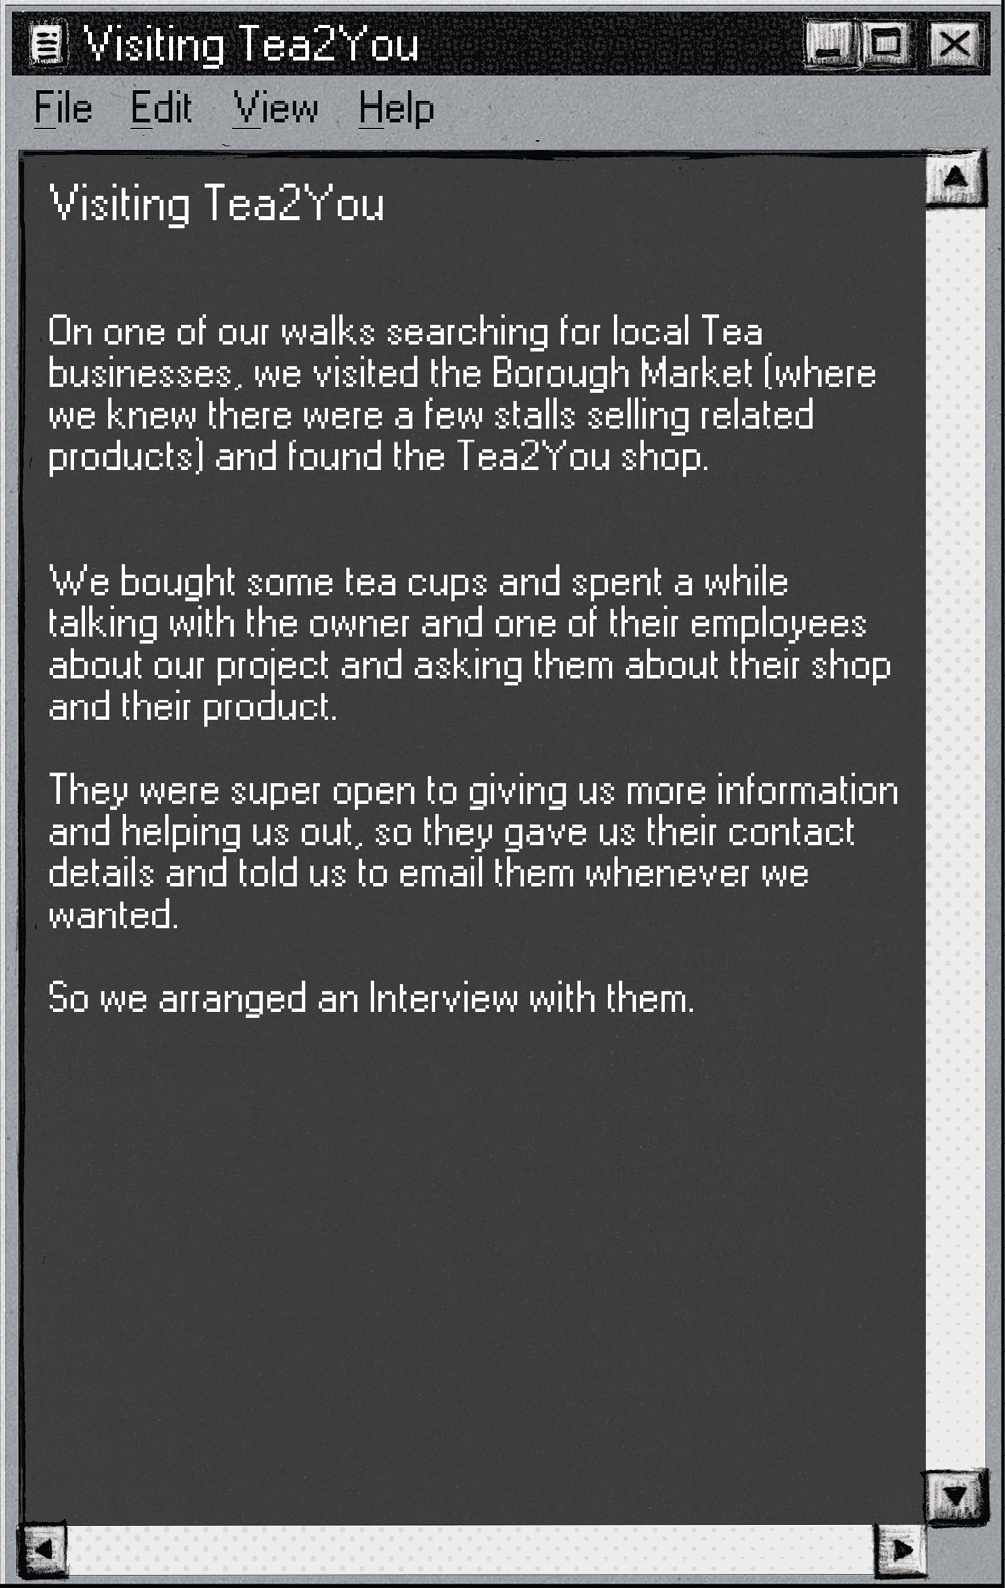 Visiting Tea2You
File Edit View Help
Visiting Tea2You
On one of our walks searching for local Tea
businesses, we visited the Borough Market (where
we knew there were a few stalls selling related
products) and found the Tea2You shop.
We bought some tea cups and spent a while
talking with the owner and one of their employees
about our project and asking them about their shop
and their product.
They were super open to giving us more information
and helping us out, so they gave us their contact
details and told us to email them whenever we
wanted.
So we arranged an Interview with them.